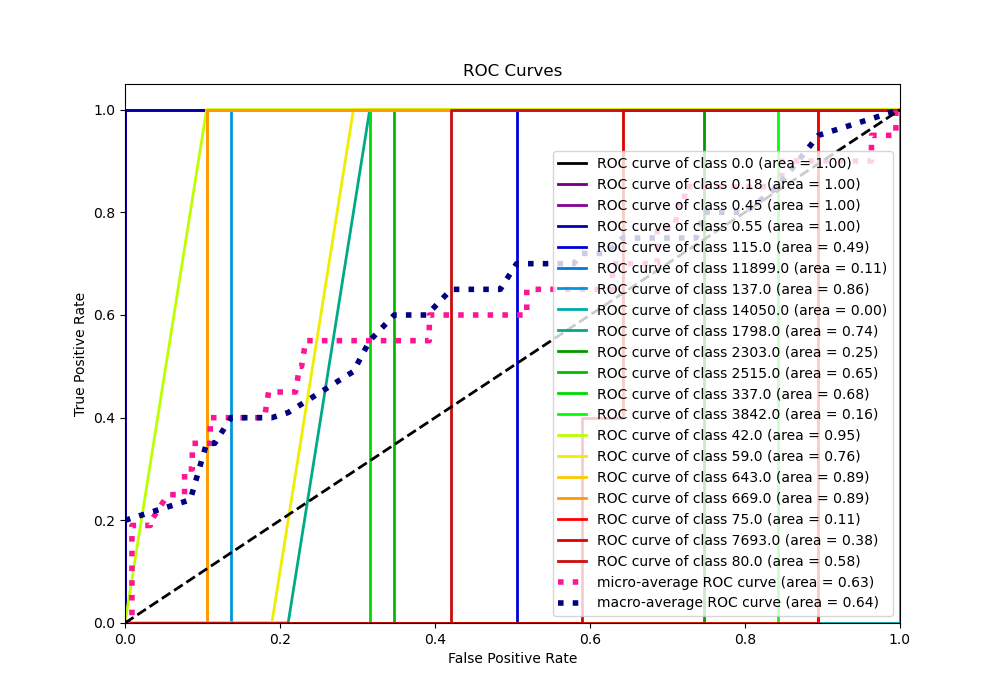 ROC Curves
True Positive Rate
1.0
0.8
0.6
0.4
0.2
0.0
ROC curve of class 0.0 (area = 1.00)
ROC curve of class 0.18 (area = 1.00)
ROC curve of class 0.45 (area = 1.00)
ROC curve of class 0.55 (area = 1.00)
ROC curve of class 115.0 (area = 0.49)
ROC curve of class 11899.0 (area = 0.11)
ROC curve of class 137.0 (area = 0.86)
ROC curve of class 14050.0 (area = 0.00)
ROC curve of class 1798.0 (area = 0.74)
ROC curve of class 2303.0 (area = 0.25)
ROC curve of class 2515.0 (area = 0.65)
ROC curve of class 337.0 (area = 0.68)
ROC curve of class 3842.0 (area = 0.16)
ROC curve of class 42.0 (area = 0.95)
ROC curve of class 59.0 (area = 0.76)
ROC curve of class 643.0 (area = 0.89)
ROC curve of class 669.0 (area = 0.89)
ROC curve of class 75.0 (area = 0.11)
ROC curve of class 7693.0 (area = 0.38)
ROC curve of class 80.0 (area = 0.58)
micro-average ROC curve (area = 0.63)
macro-average ROC curve (area = 0.64)
0.0 0.2 0.4 0.6 0.8 1.0
False Positive Rate